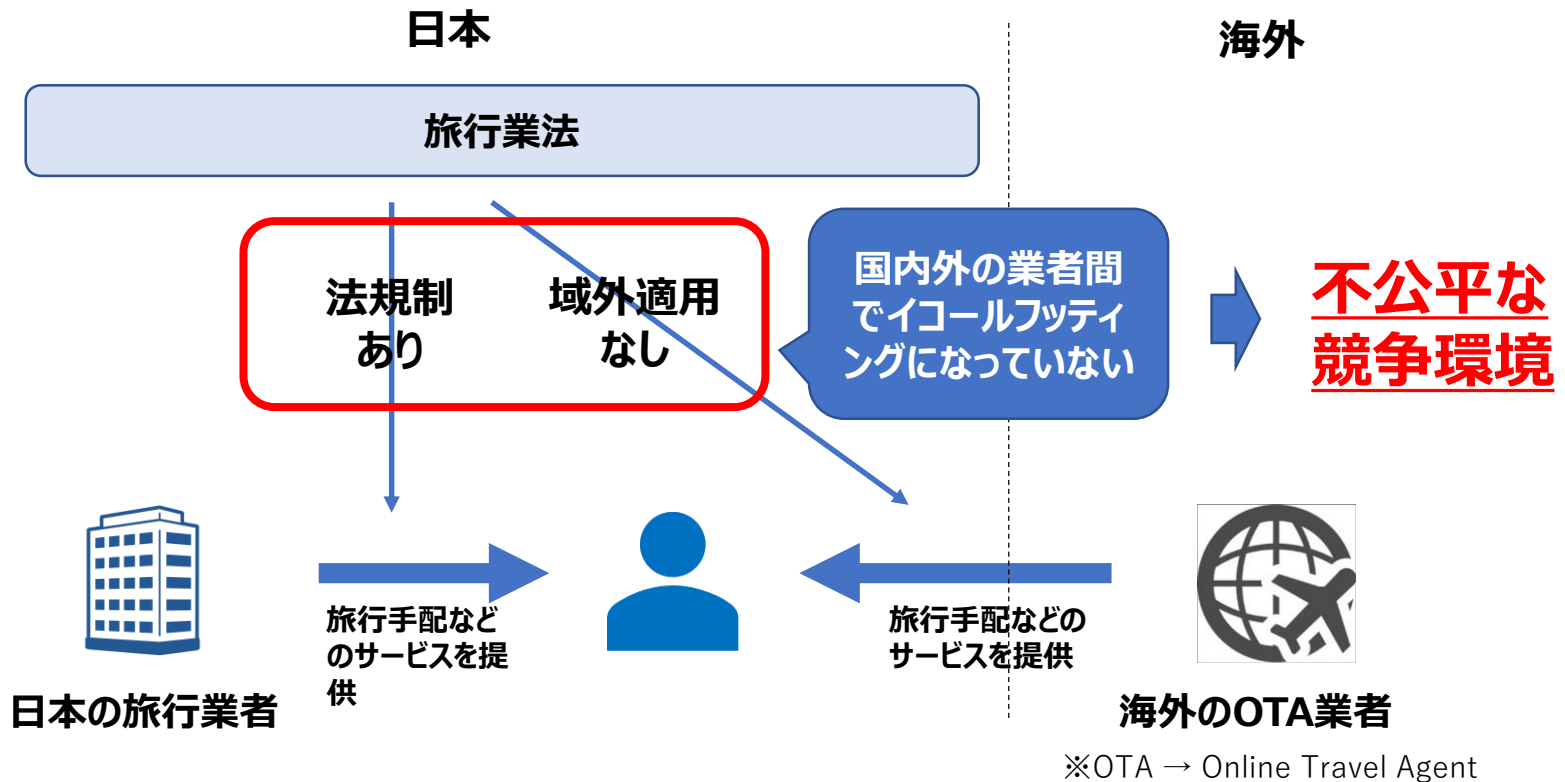 日本
海外
旅行業法
法規制
あり
域外適用
なし
国内外の業者間
でイコールフッティ
ングになっていない
不公平な
競争環境
旅行手配など
のサービスを提
供
旅行手配などの
サービスを提供
日本の旅行業者
海外のOTA業者
※OTA → Online Travel Agent